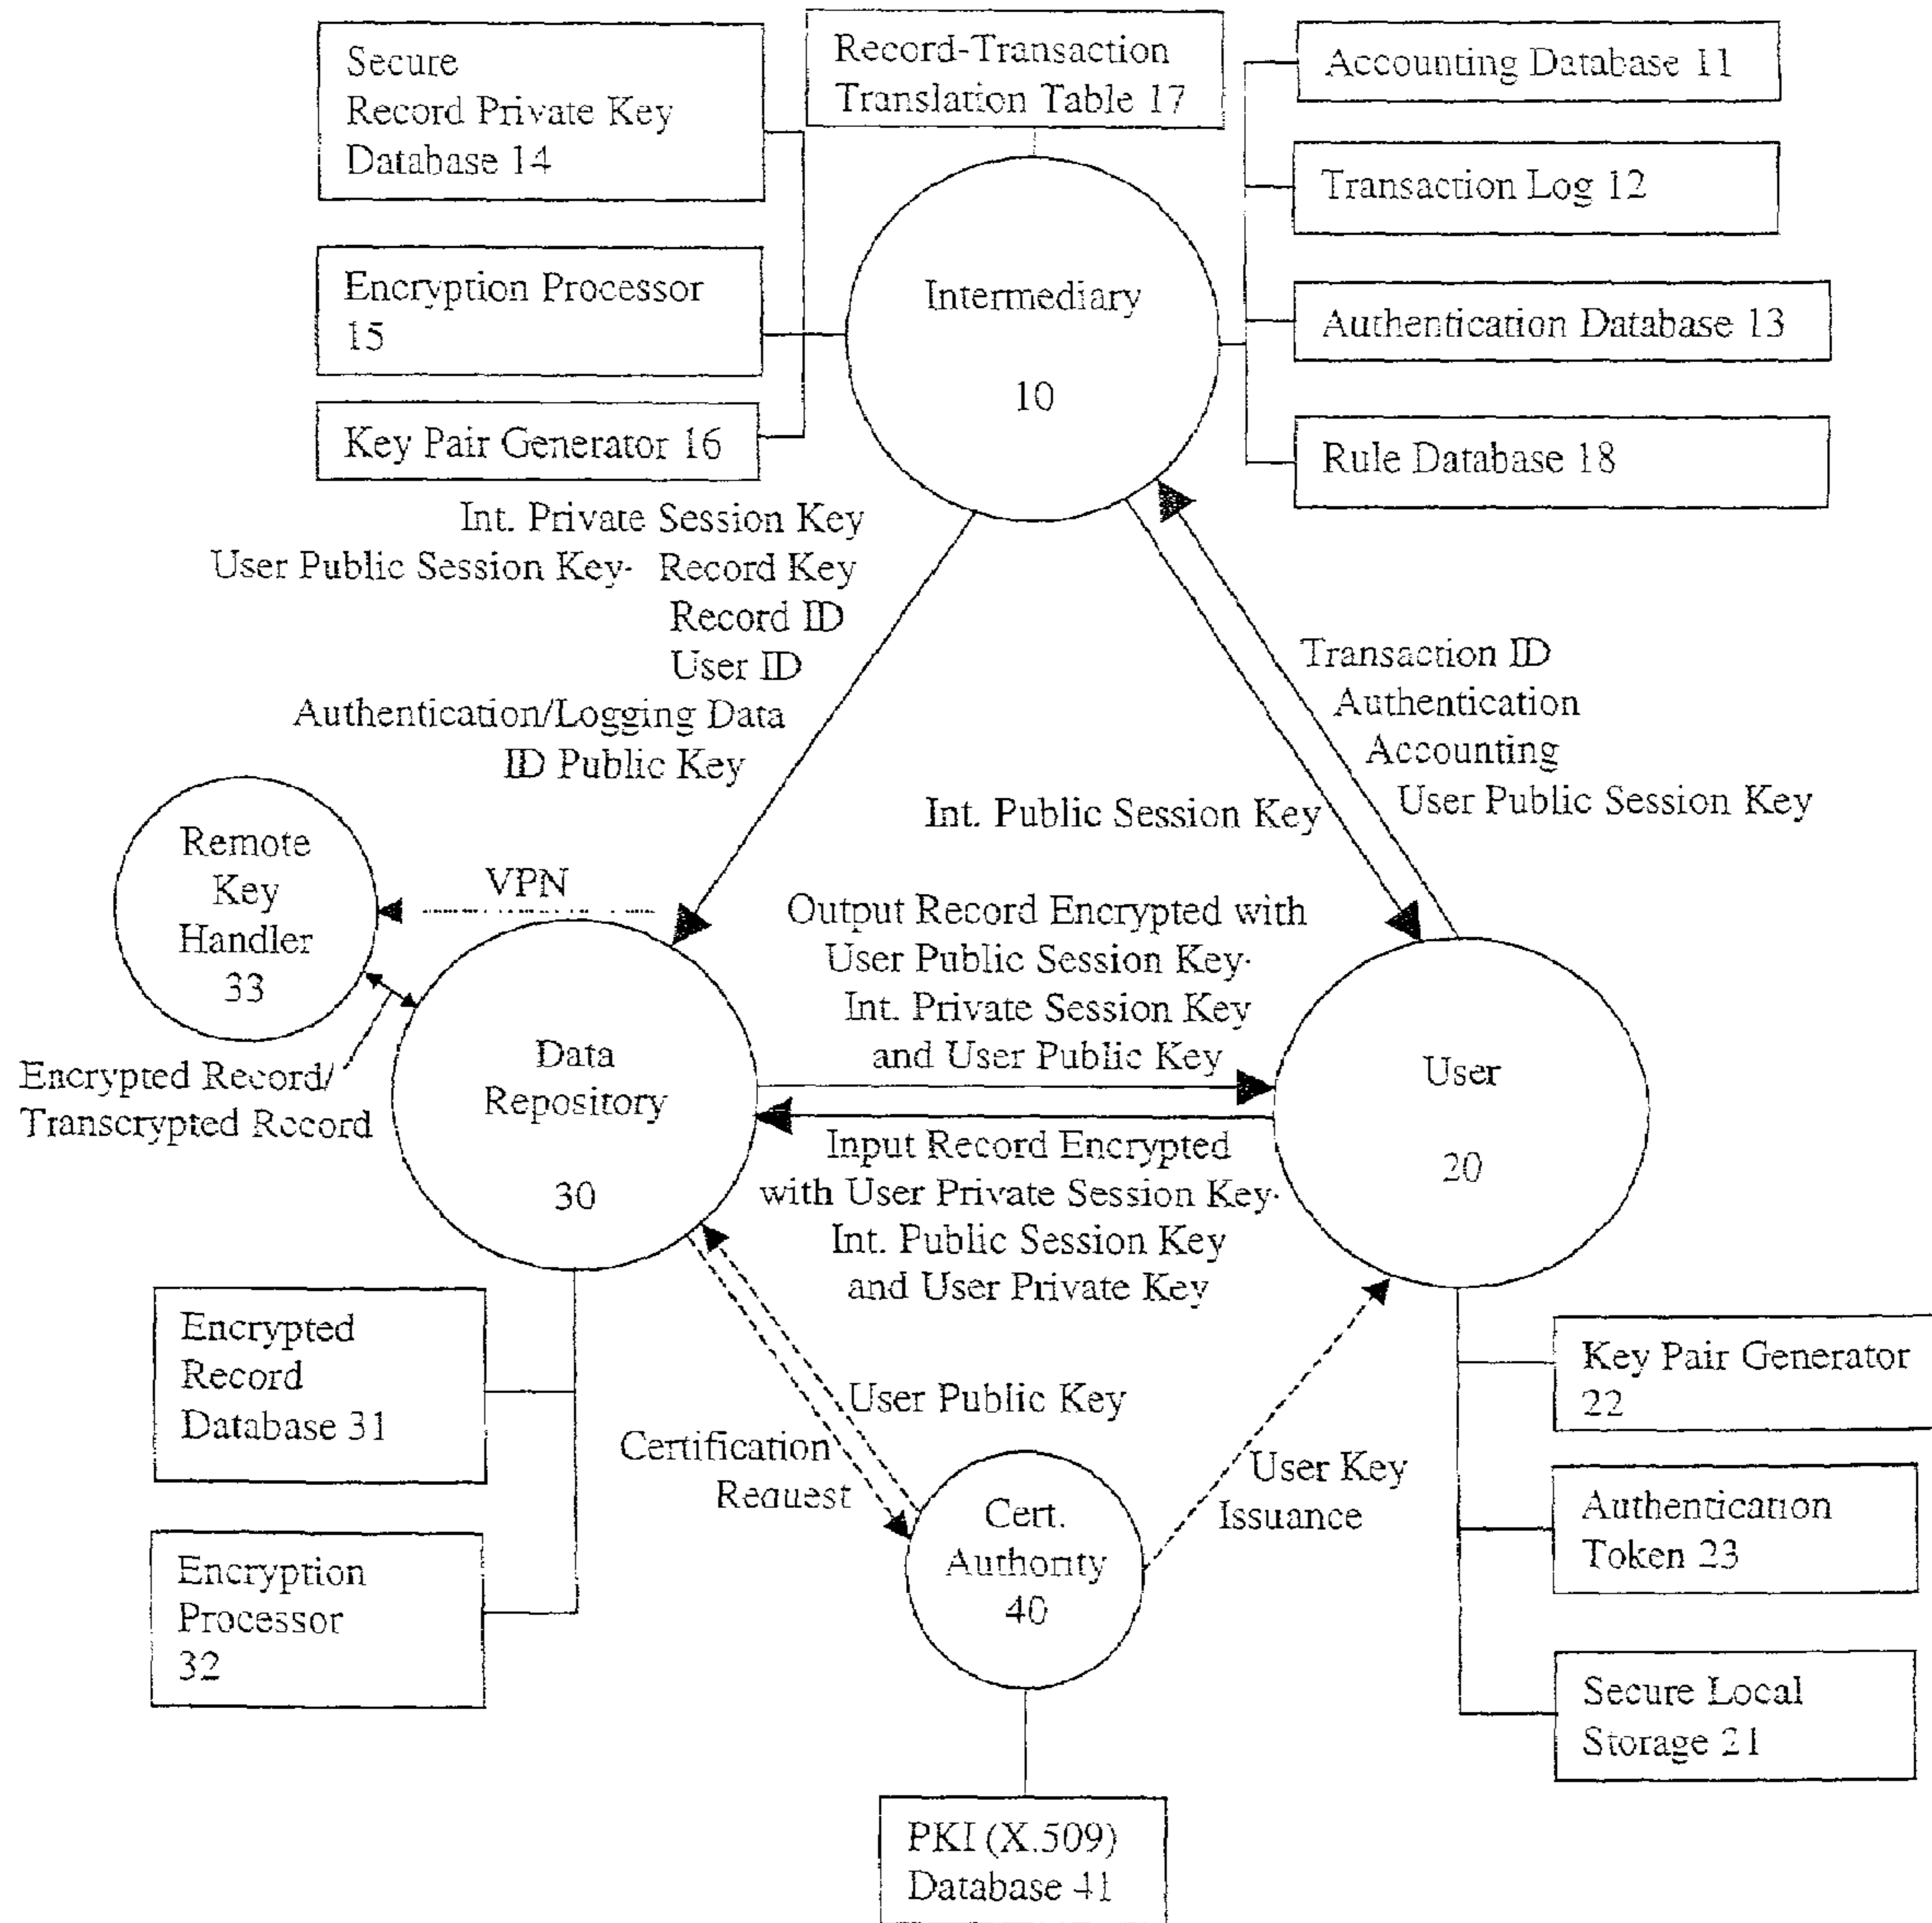 Secure
Record Private Key
Database 14
Record-Transaction
Translation Table 17
Accounting Database 11
Transaction Log 12
Encryption Processor
15
Intermediary
10
Authentication Database 13
Key Pair Generator 16
Rule Database 18
Int. Private Session Key
User Public Session Key· Record Key
Record ID
User ID
Authentication/Logging Data
ID Public Key
Transaction ID
Authentication
Accounting
User Public Session Key
Int. Public Session Key
Remote
Key
Handler
33
VPN
Output Record Encrypted with
User Public Session Key·
Int. Private Session Key
and User Public Key
Encrypted Record/
Transcrypted Record
Data
Repository
30
User
20
Input Record Encrypted
with User Private Session Key·
Int. Public Session Key
and User Private Key
Encrypted
Record
Database 31
Encryption
Processor
32
User Public Key
Certification
Request
Cert.
Authority
40
User Key
Issuance
Key Pair Generator
22
Authentication
Token 23
Secure Local
Storage 21
PKI (X.509)
Database 41